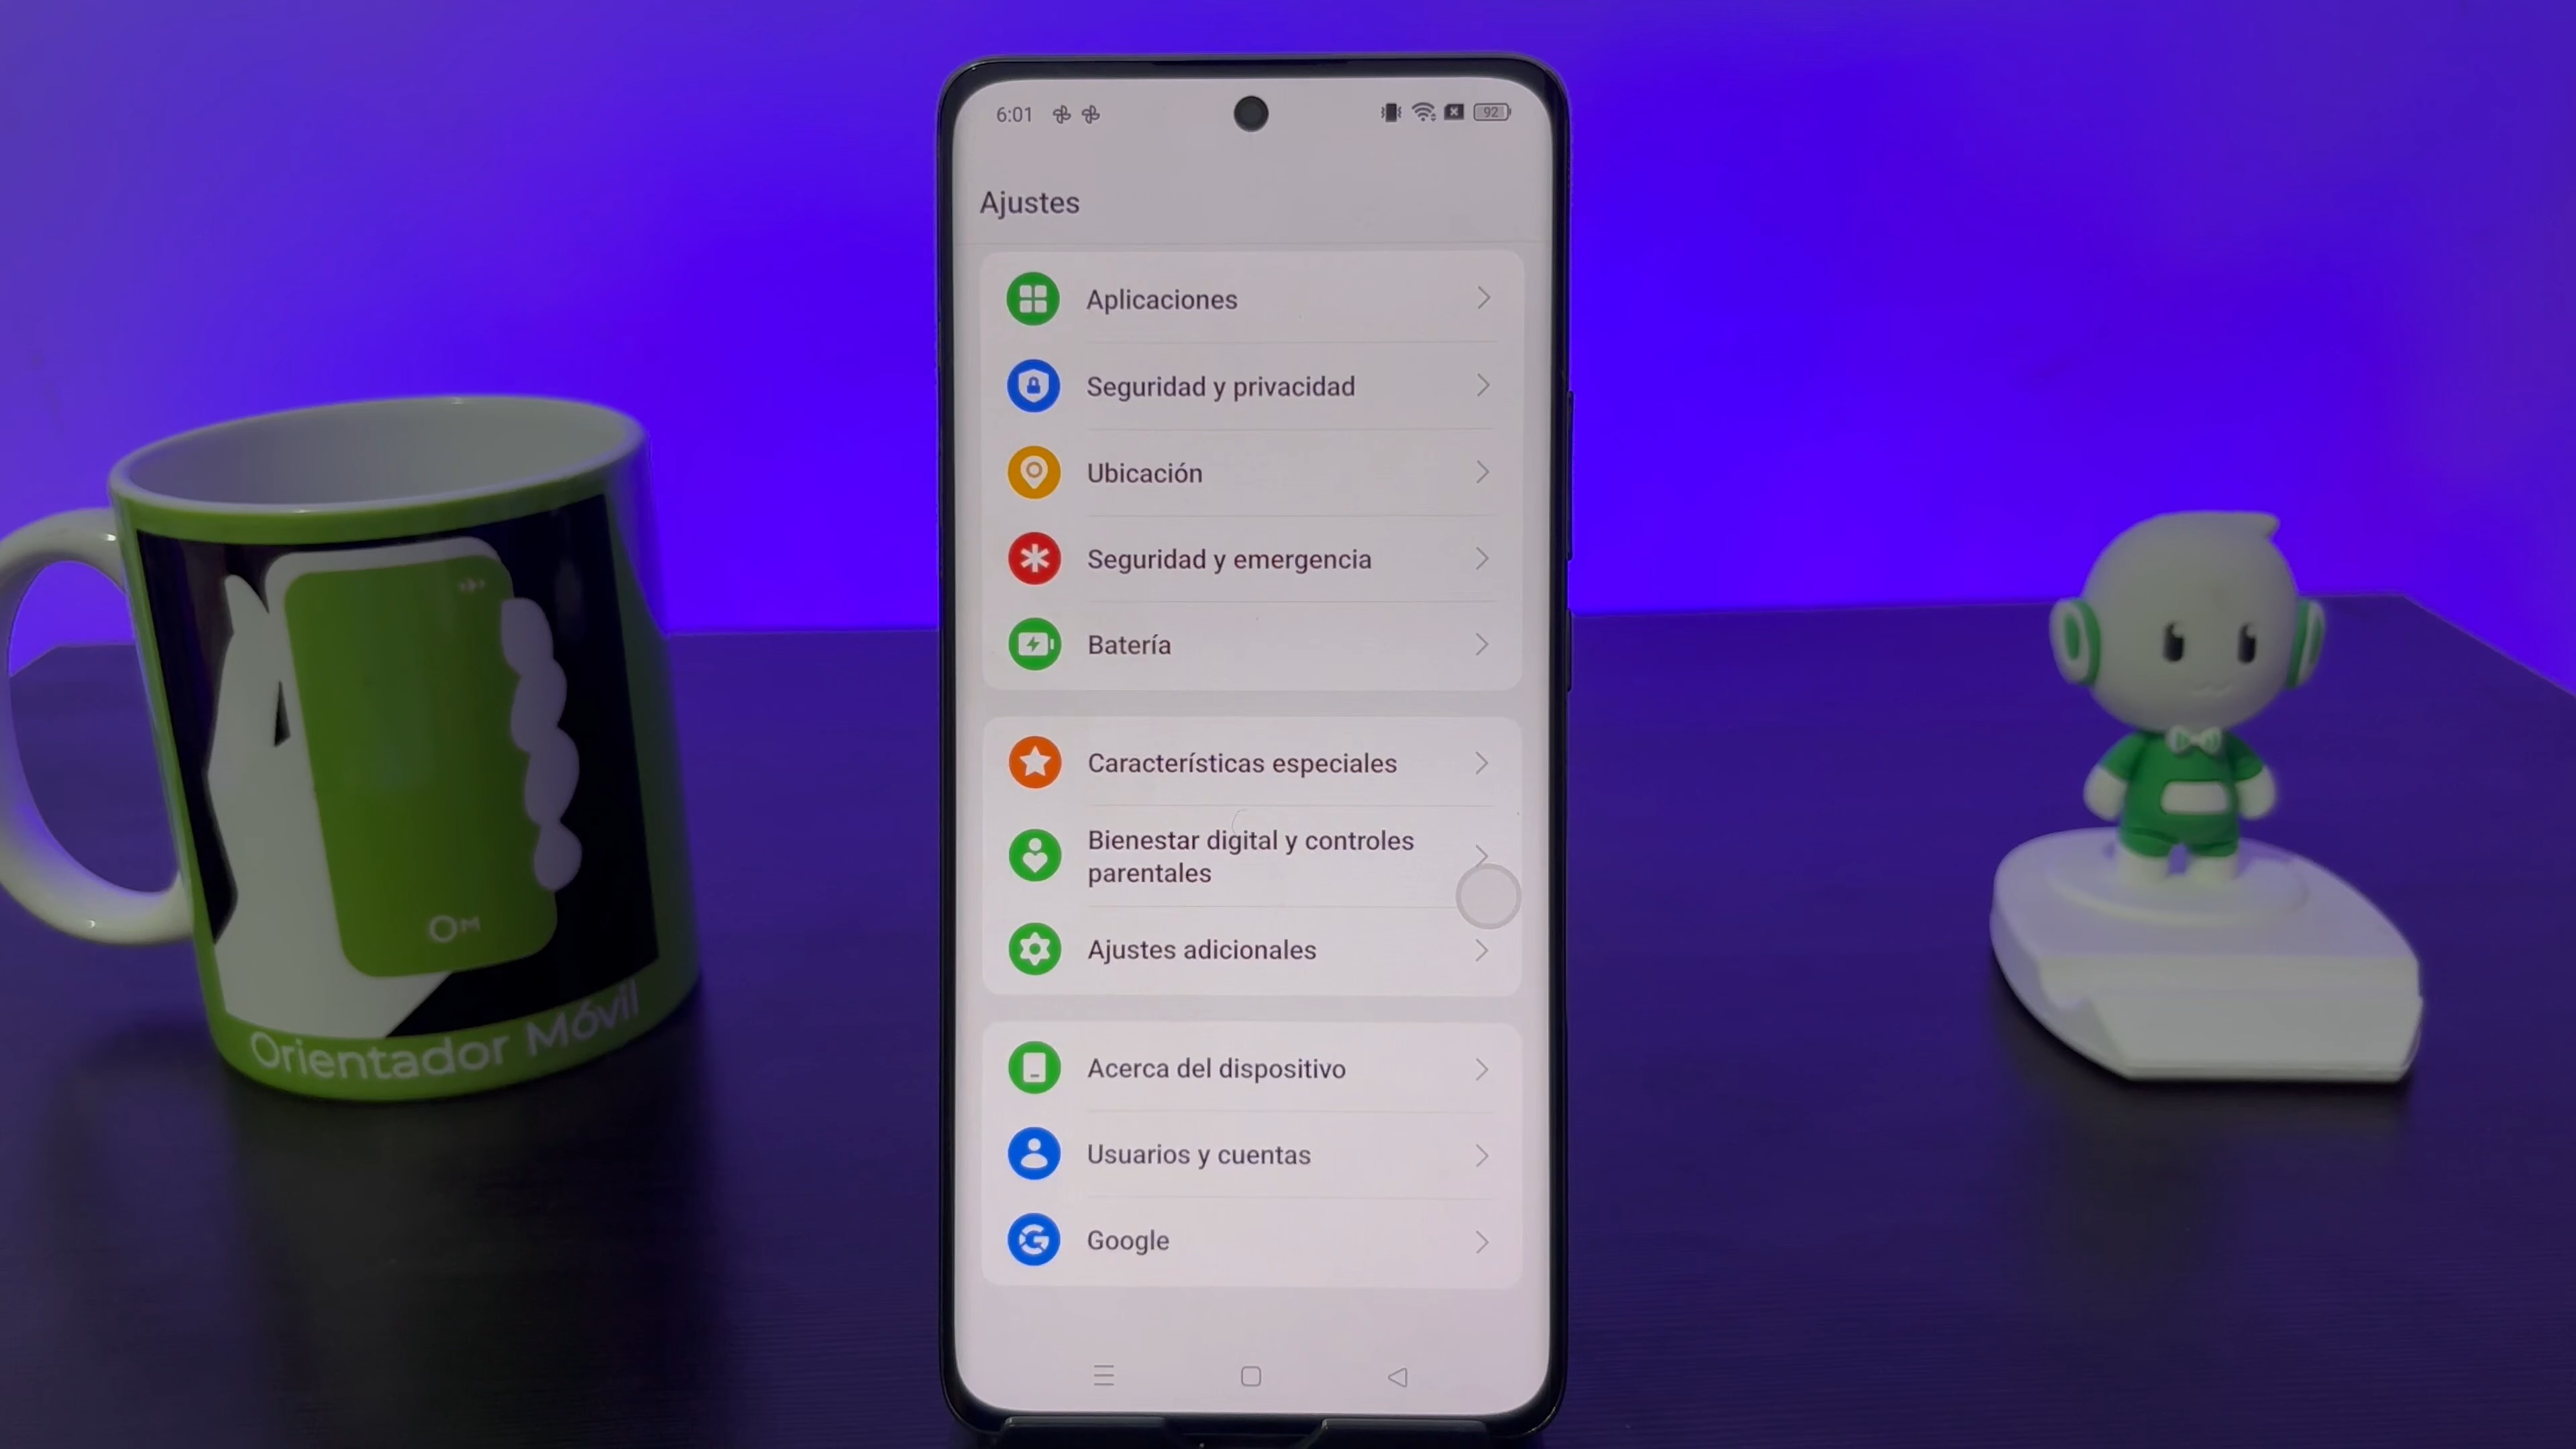 6:01
92
Ajustes
Aplicaciones
Seguridad y privacidad
Ubicación
Seguridad y emergencia
Batería
Características especiales
Bienestar digital y controles
parentales
Ajustes adicionales
Acerca del dispositivo
Usuarios y cuentas
Google
OM
Orientador Móvil